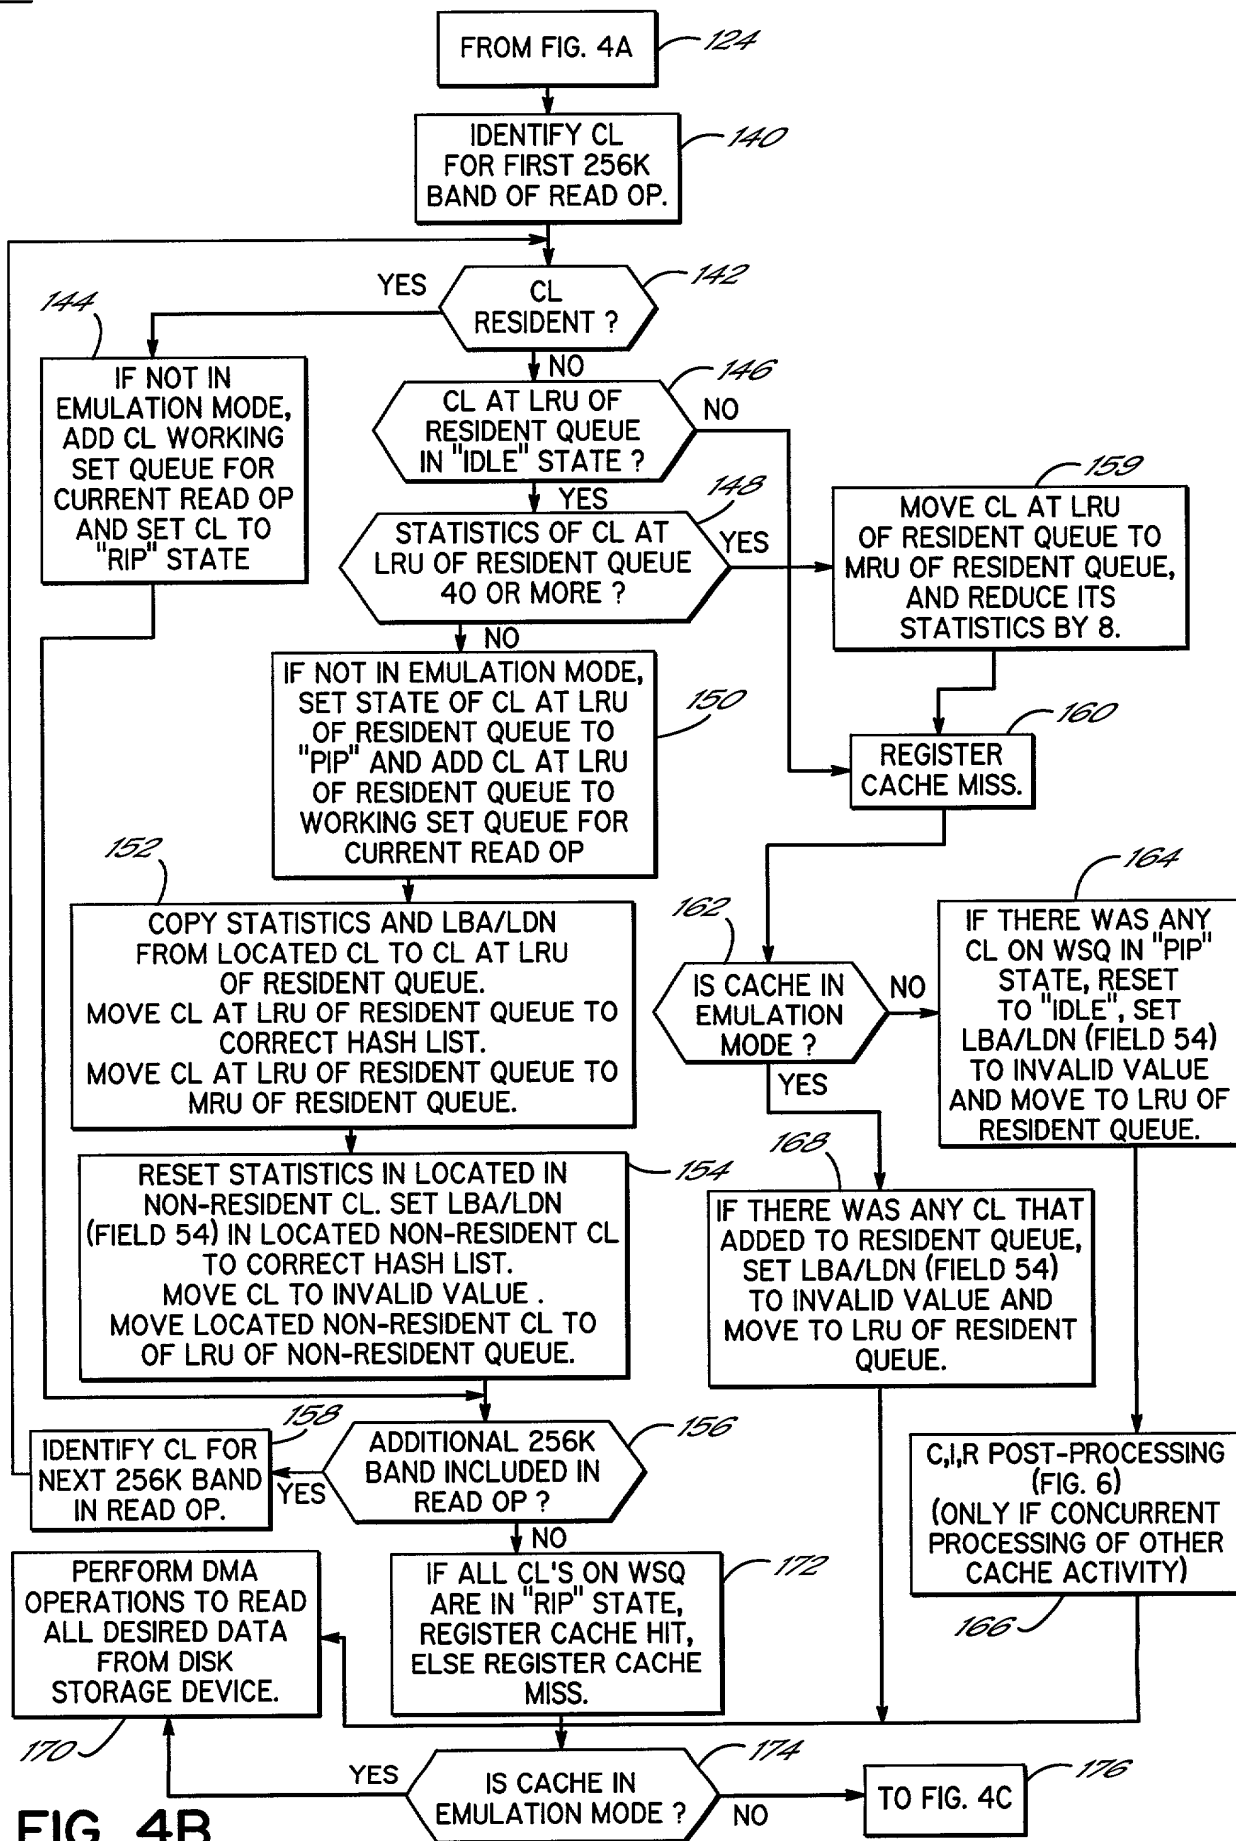 FROM FIG. 4A
124
IDENTIFY CL
FOR FIRST 256K
BAND OF READ OP.
140
YES
CL
RESIDENT ?
142
144
IF NOT IN
EMULATION MODE,
ADD CL WORKING
SET QUEUE FOR
CURRENT READ OP
AND SET CL TO
"RIP" STATE
NO
CL AT LRU OF
RESIDENT QUEUE
IN "IDLE" STATE ?
146
NO
YES
STATISTICS OF CL AT
LRU OF RESIDENT QUEUE
40 OR MORE ?
148
YES
159
MOVE CL AT LRU
OF RESIDENT QUEUE TO
MRU OF RESIDENT QUEUE,
AND REDUCE ITS
STATISTICS BY 8.
NO
IF NOT IN EMULATION MODE,
SET STATE OF CL AT LRU
OF RESIDENT QUEUE TO
"PIP" AND ADD CL AT LRU
OF RESIDENT QUEUE TO
WORKING SET QUEUE FOR
CURRENT READ OP
150
160
REGISTER
CACHE MISS.
152
COPY STATISTICS AND LBA/LDN
FROM LOCATED CL TO CL AT LRU
OF RESIDENT QUEUE.
MOVE CL AT LRU OF RESIDENT QUEUE TO
CORRECT HASH LIST.
MOVE CL AT LRU OF RESIDENT QUEUE TO
MRU OF RESIDENT QUEUE.
162
IS CACHE IN
EMULATION
MODE ?
NO
YES
164
IF THERE WAS ANY
CL ON WSQ IN "PIP"
STATE, RESET
TO "IDLE", SET
LBA/LDN (FIELD 54)
TO INVALID VALUE
AND MOVE TO LRU OF
RESIDENT QUEUE.
RESET STATISTICS IN LOCATED IN
NON-RESIDENT CL. SET LBA/LDN
(FIELD 54) IN LOCATED NON-RESIDENT CL
TO CORRECT HASH LIST.
MOVE CL TO INVALID VALUE .
MOVE LOCATED NON-RESIDENT CL TO
OF LRU OF NON-RESIDENT QUEUE.
154
168
IF THERE WAS ANY CL THAT
ADDED TO RESIDENT QUEUE,
SET LBA/LDN (FIELD 54)
TO INVALID VALUE AND
MOVE TO LRU OF RESIDENT
QUEUE.
158
IDENTIFY CL FOR
NEXT 256K BAND
IN READ OP.
YES
ADDITIONAL 256K
BAND INCLUDED IN
READ OP ?
156
NO
C,I,R POST-PROCESSING
(FIG. 6)
(ONLY IF CONCURRENT
PROCESSING OF OTHER
CACHE ACTIVITY)
166
PERFORM DMA
OPERATIONS TO READ
ALL DESIRED DATA
FROM DISK
STORAGE DEVICE.
170
IF ALL CL'S ON WSQ
ARE IN "RIP" STATE,
REGISTER CACHE HIT,
ELSE REGISTER CACHE
MISS.
172
YES
IS CACHE IN
EMULATION MODE ?
174
NO
TO FIG. 4C
176
FIG. 4B